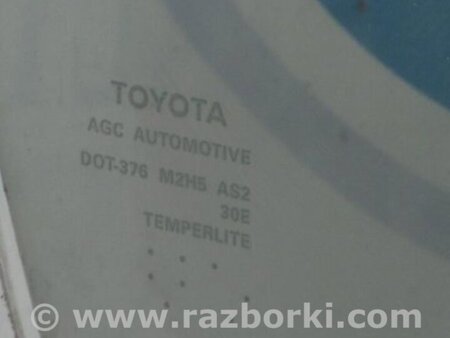 TOYOTA
AGC AUTOMOTIVE
DOT-376 M2H5 AS2
30E
TEMPERLITE
© www.razborki.com